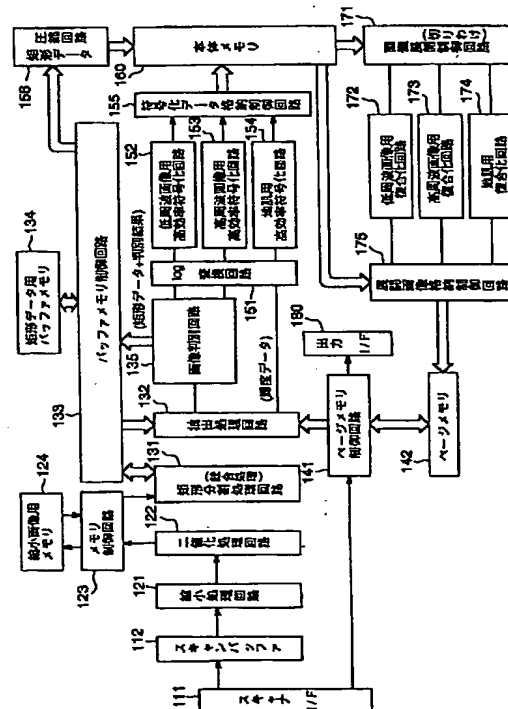 111
スキャナ
I/F
112
スキャンバッファ
121
縮小処理回路
122
二値化処理回路
123
メモリ
制御回路
124
縮小画像用
メモリ
131
(統合処理)
矩形分割処理回路
132
抽出処理回路
133
バッファメモリ制御回路
134
矩形データ用
バッファメモリ
135
画像判別回路
(矩形データ+判別結果)
(輝度データ)
141
ページメモリ
制御回路
142
ページメモリ
180
出力
I/F
151
log
変換回路
152
低周波画像用
高効率符号化回路
153
高周波画像用
高効率符号化回路
154
地肌用
高効率符号化回路
155
符号化データ格納制御回路
158
圧縮回路
矩形データ
160
本体メモリ
171
(切りわけ)
画像展開制御回路
172
低周波画像用
復合化回路
173
高周波画像用
復合化回路
174
地肌用
復合化回路
175
画像格納制御回路